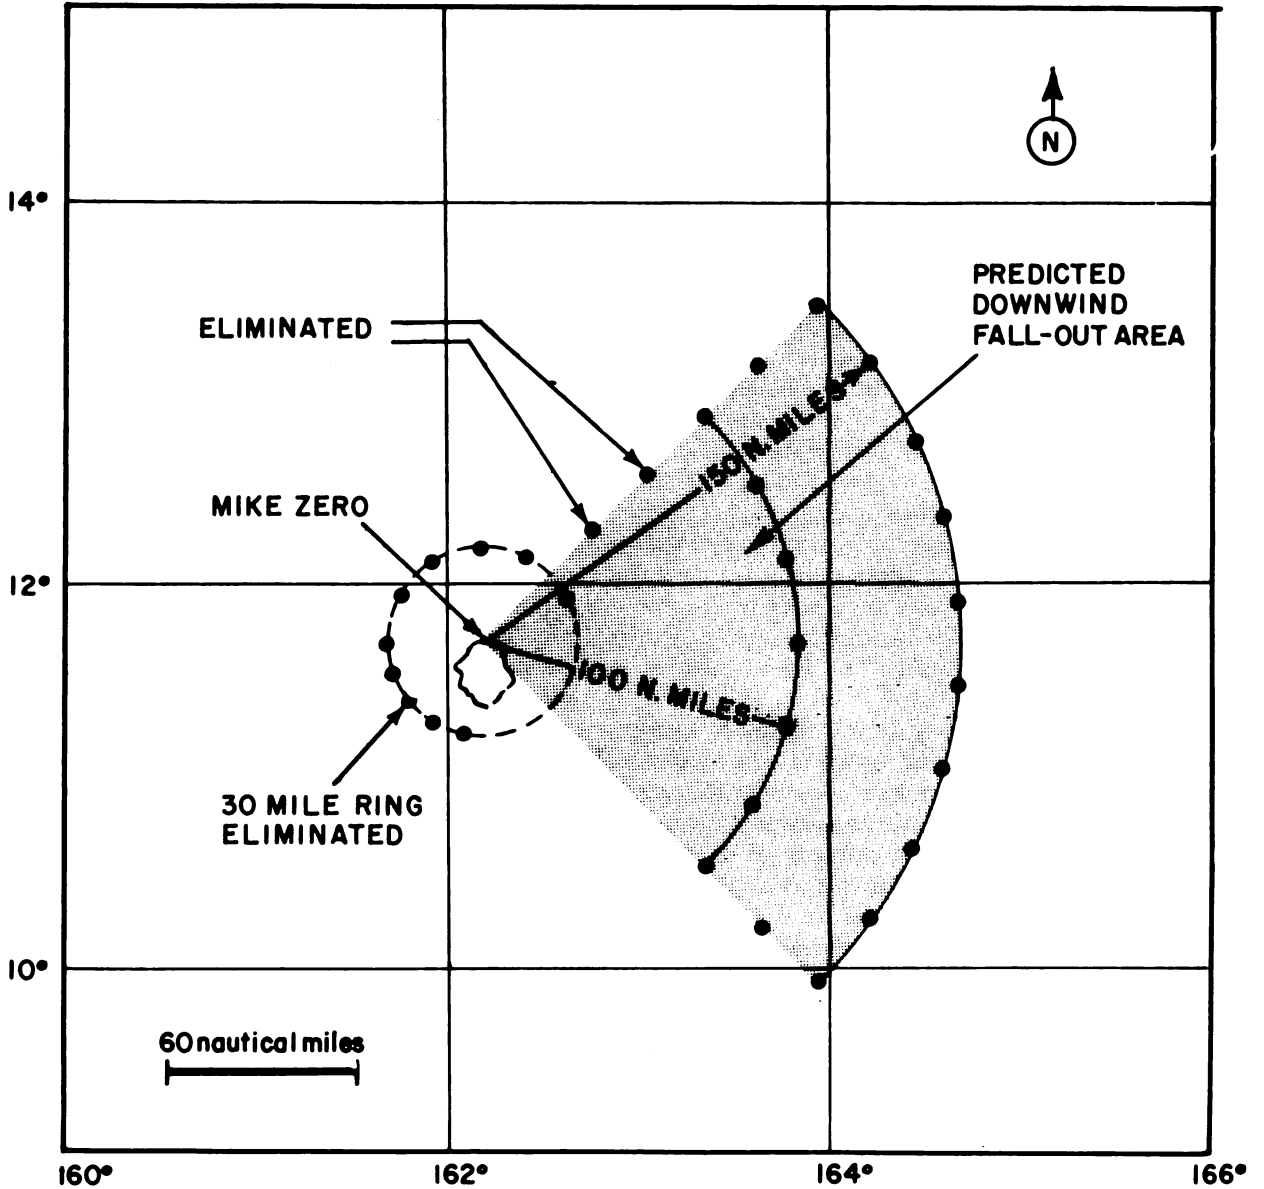 N
14°
PREDICTED
DOWNWIND
FALL-OUT AREA
ELIMINATED
150 N. MILES
MIKE ZERO
12°
100 N. MILES
30 MILE RING
ELIMINATED
10°
60 nautical miles
160°
162°
164°
166°